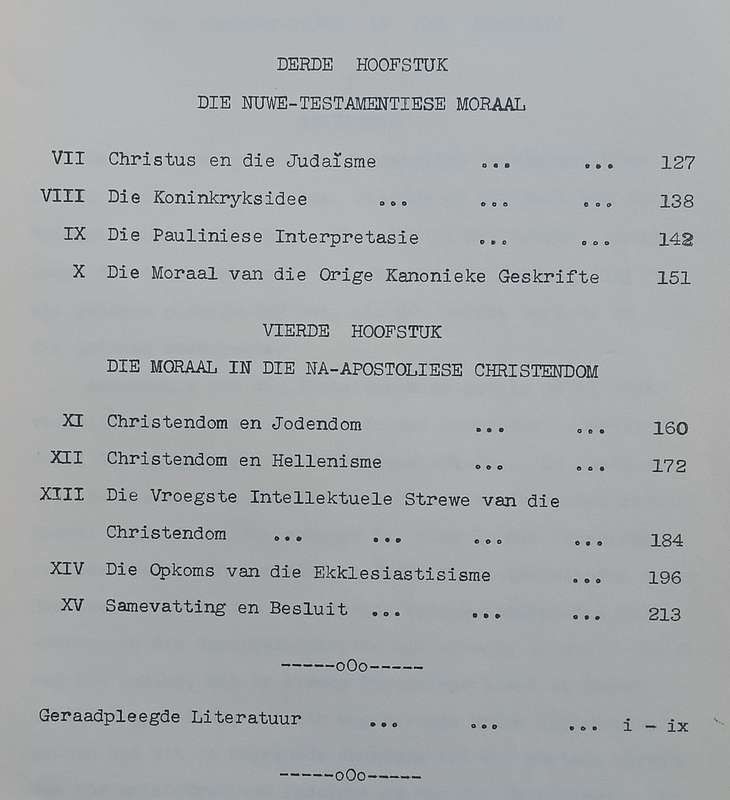 DERDE HOOFSTUK
DIE NUWE-TESTAMENTIESE MORAAL
VII Christus en die Judaïsme ... ... 127
VIII Die Koninkryksidee ... ... ... 138
IX Die Pauliniese Interpretasie ... ... 142
X Die Moraal van die Orige Kanonieke Geskrifte 151
VIERDE HOOFSTUK
DIE MORAAL IN DIE NA-APOSTOLIESE CHRISTENDOM
XI Christendom en Jodendom ... ... 160
XII Christendom en Hellenisme ... ... 172
XIII Die Vroegste Intellektuele Strewe van die
Christendom ... ... ... ... 184
XIV Die Opkoms van die Ekklesiastisisme ... 196
XV Samevatting en Besluit ... ... ... 213
-----oOo-----
Geraadpleegde Literatuur ... ... ... i - ix
-----oOo-----